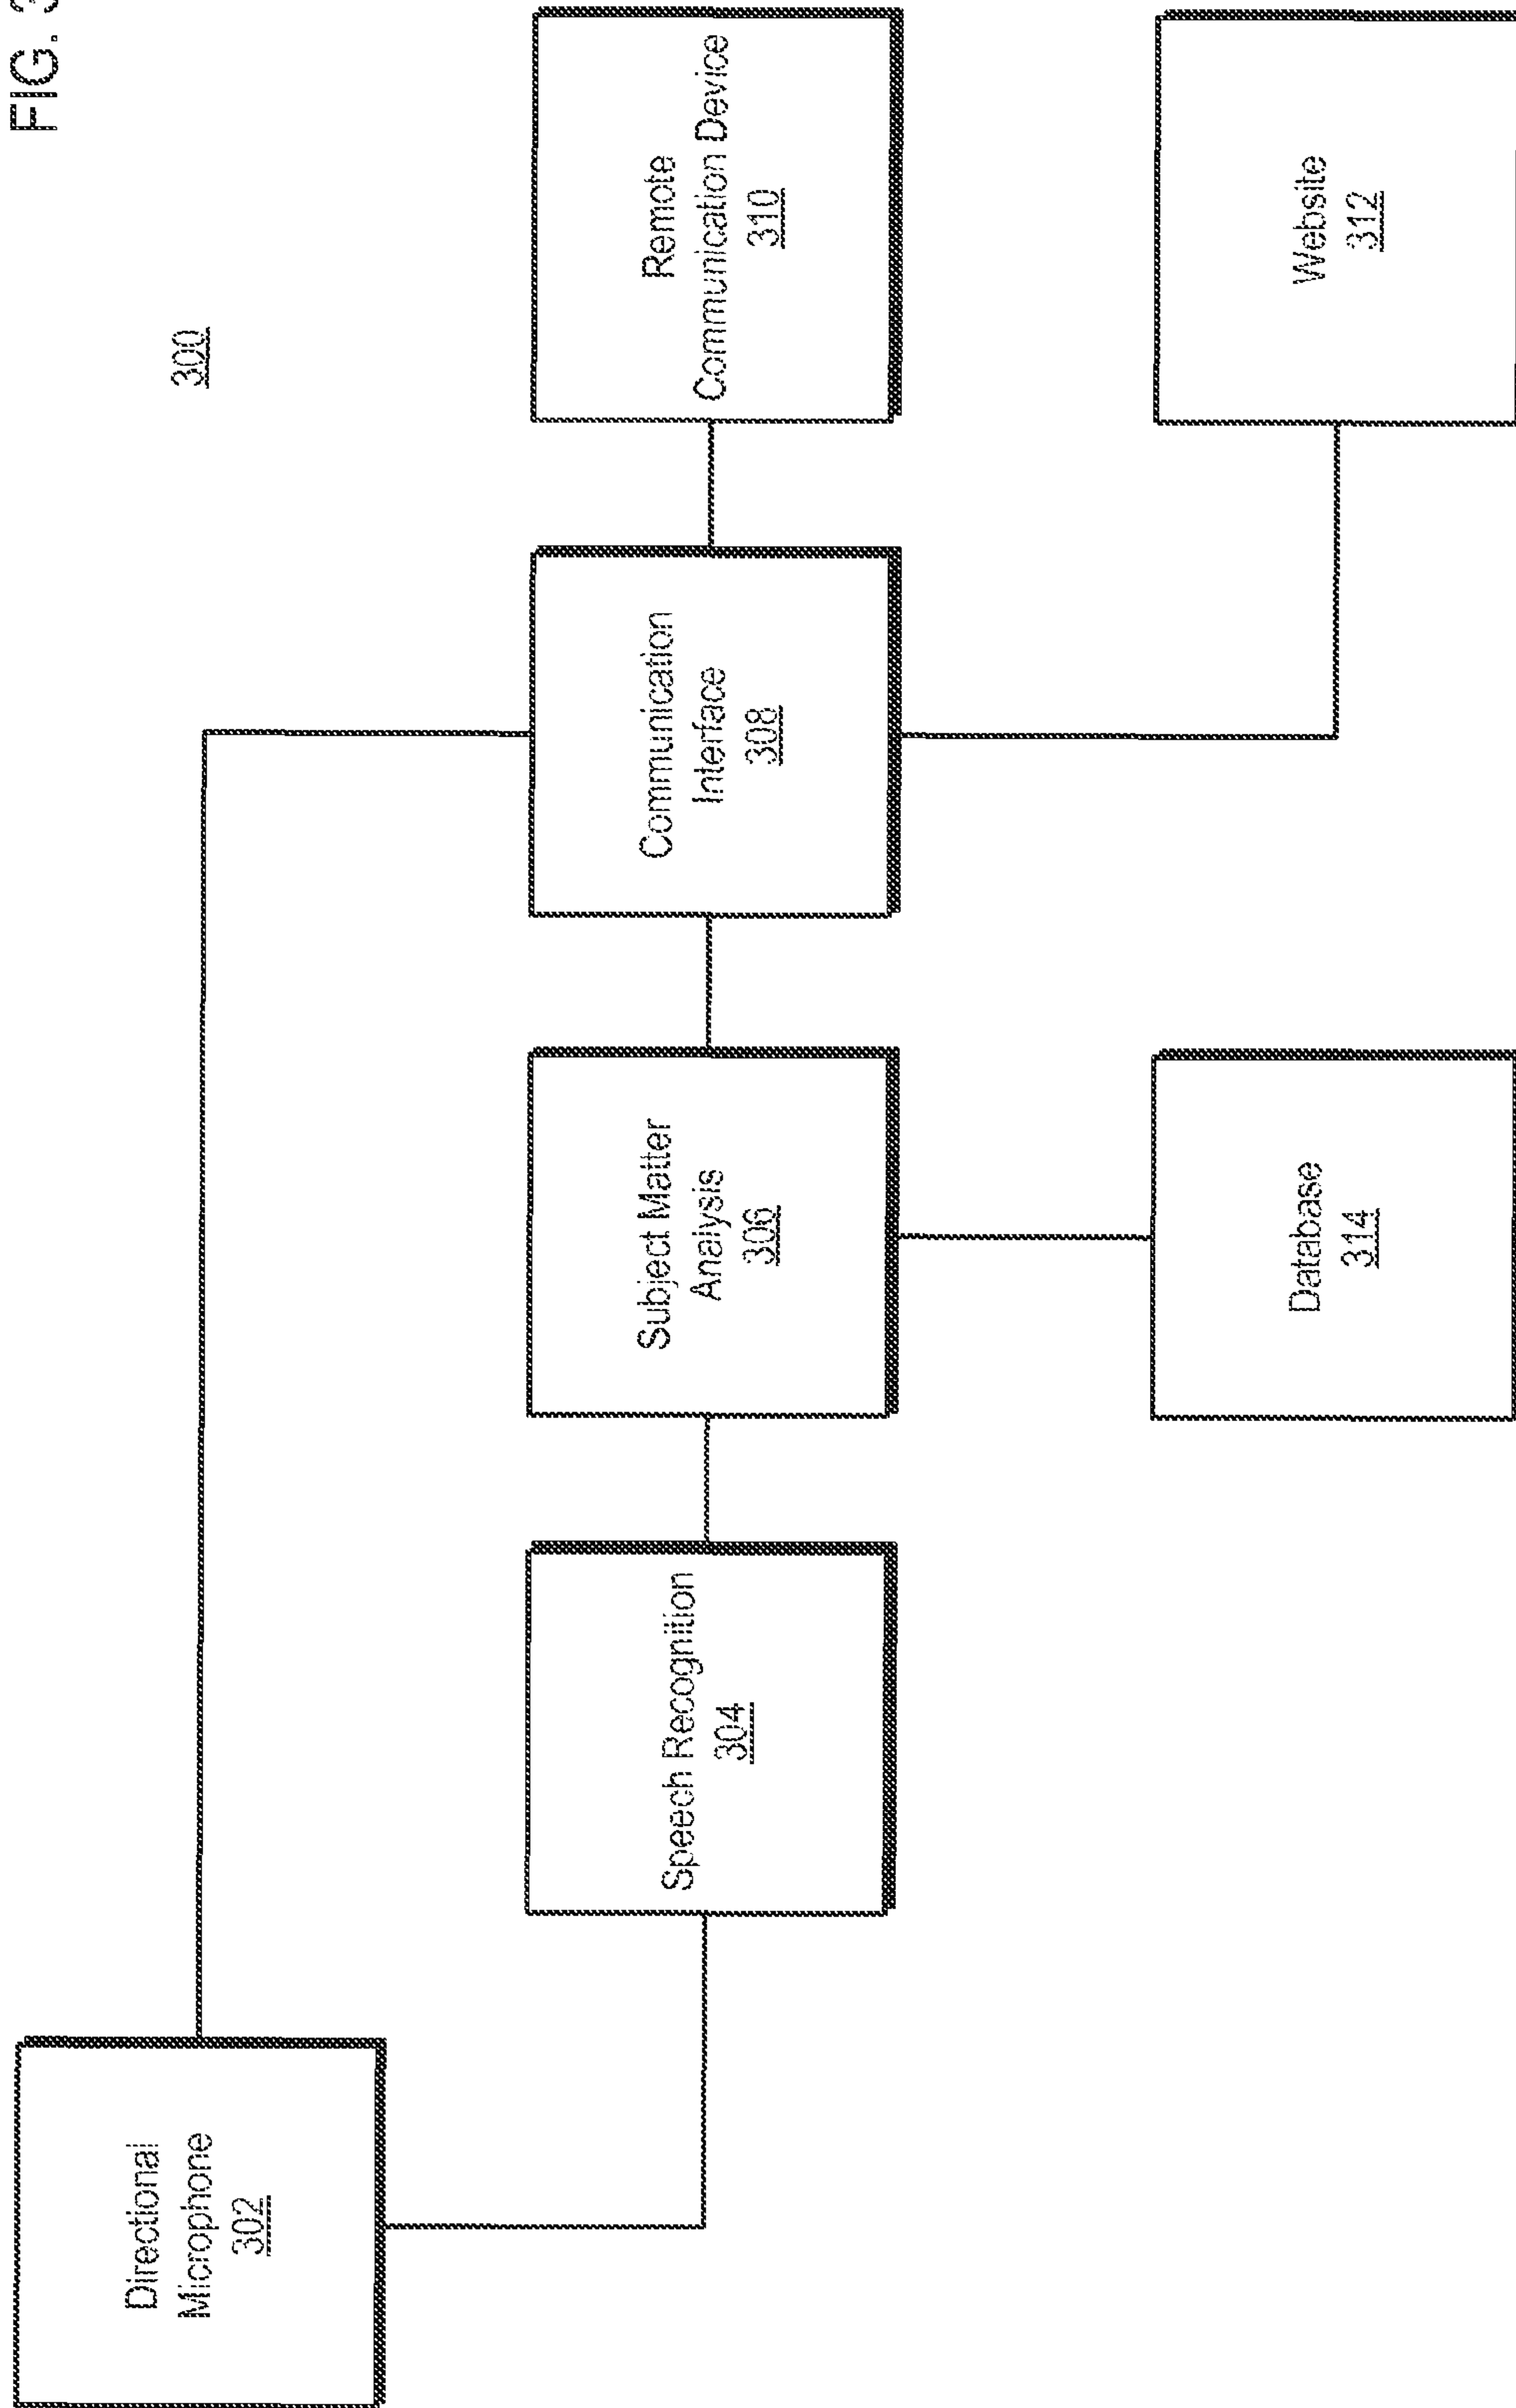 FIG. 3
300
Directional
Microphone
302
Speech Recognition
304
Subject Matter
Analysis
306
Communication
Interface
308
Remote
Communication Device
310
Database
314
Website
312